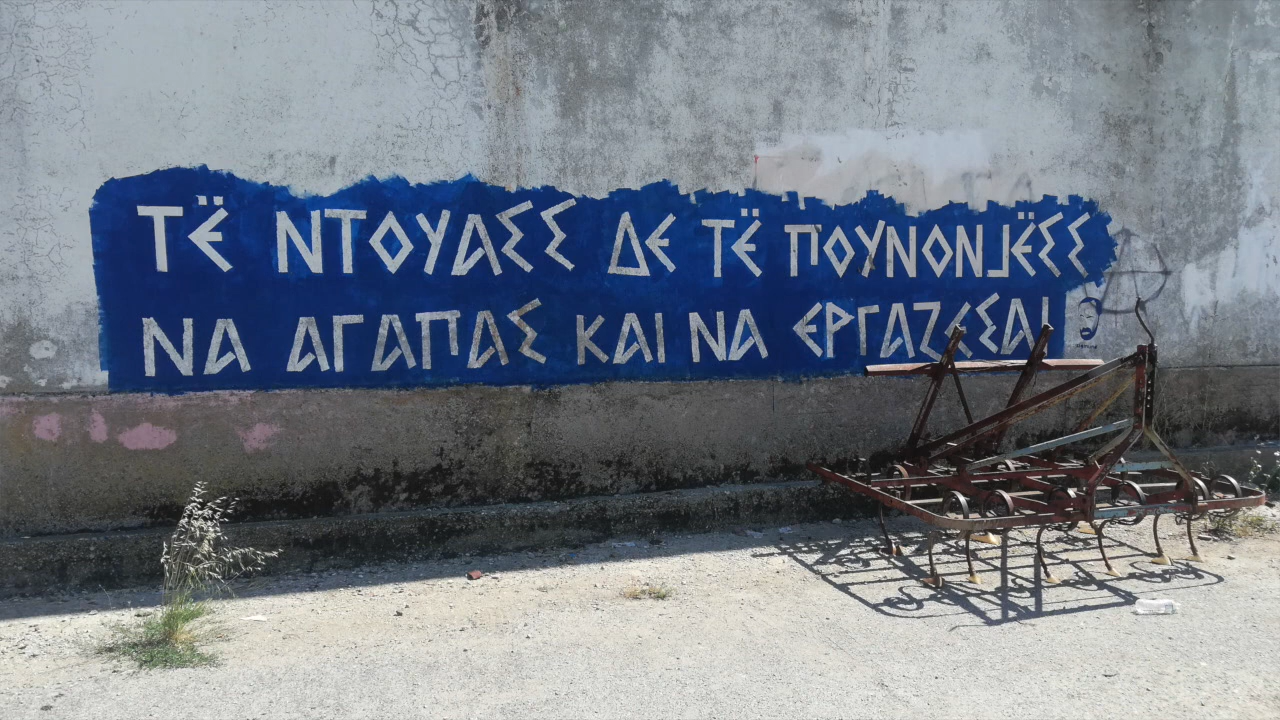 ΤË ΝΤΟΥΑΣΣ ΔΕ ΤË ΠΟΥΝΟΝJËΣΣ
ΝΑ ΑΓΑΠΑΣ ΚΑΙ ΝΑ ΕΡΓΑΖΕΣΑΙ